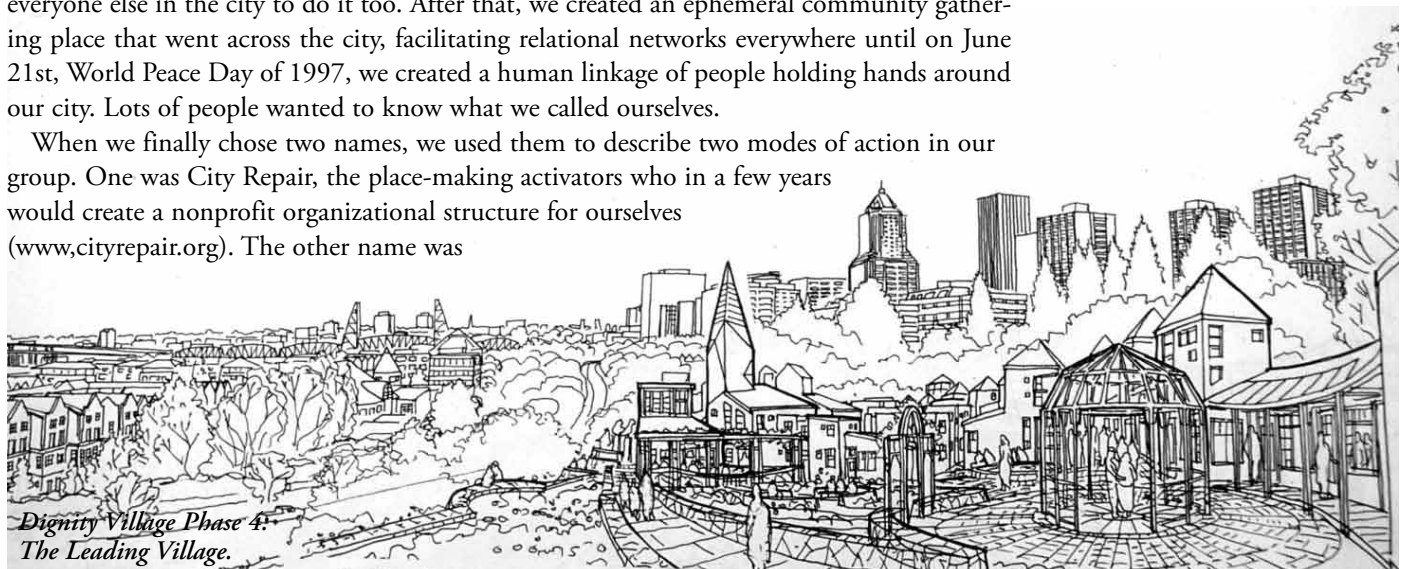 everyone else in the city to do it too. After that, we created an ephemeral community gather-
ing place that went across the city, facilitating relational networks everywhere until on June
21st, World Peace Day of 1997, we created a human linkage of people holding hands around
our city. Lots of people wanted to know what we called ourselves.
When we finally chose two names, we used them to describe two modes of action in our
group. One was City Repair, the place-making activators who in a few years
would create a nonprofit organizational structure for ourselves
(www,cityrepair.org). The other name was
Dignity Village Phase 4:
The Leading Village.